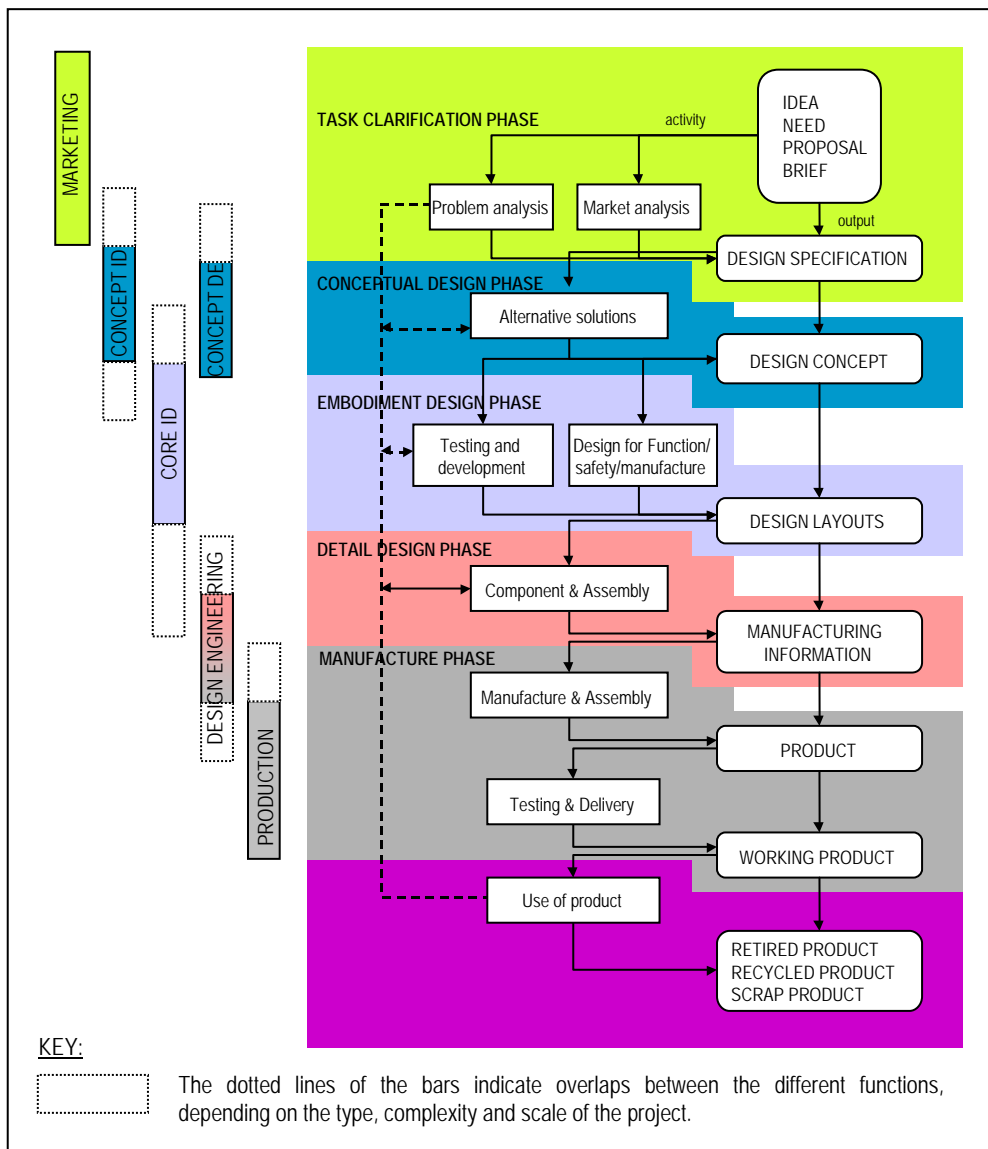 MARKETING
CONCEPT ID
CONCEPT DE
CORE ID
DESIGN ENGINEERING
PRODUCTION
TASK CLARIFICATION PHASE
activity
IDEA
NEED
PROPOSAL
BRIEF
Problem analysis
Market analysis
output
DESIGN SPECIFICATION
CONCEPTUAL DESIGN PHASE
Alternative solutions
DESIGN CONCEPT
EMBODIMENT DESIGN PHASE
Testing and
development
Design for Function/
safety/manufacture
DESIGN LAYOUTS
DETAIL DESIGN PHASE
Component & Assembly
MANUFACTURING
INFORMATION
MANUFACTURE PHASE
Manufacture & Assembly
PRODUCT
Testing & Delivery
WORKING PRODUCT
Use of product
RETIRED PRODUCT
RECYCLED PRODUCT
SCRAP PRODUCT
KEY:
The dotted lines of the bars indicate overlaps between the different functions,
depending on the type, complexity and scale of the project.